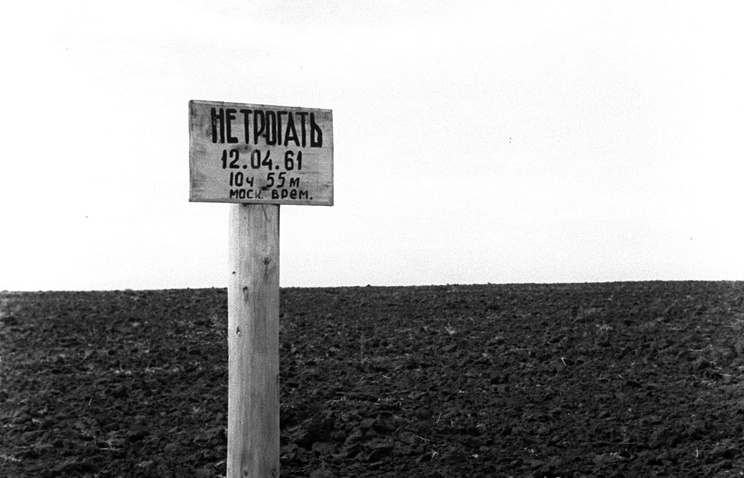 НЕ ТРОГАТЬ
12.04.61
10ч 55м
моск. врем.